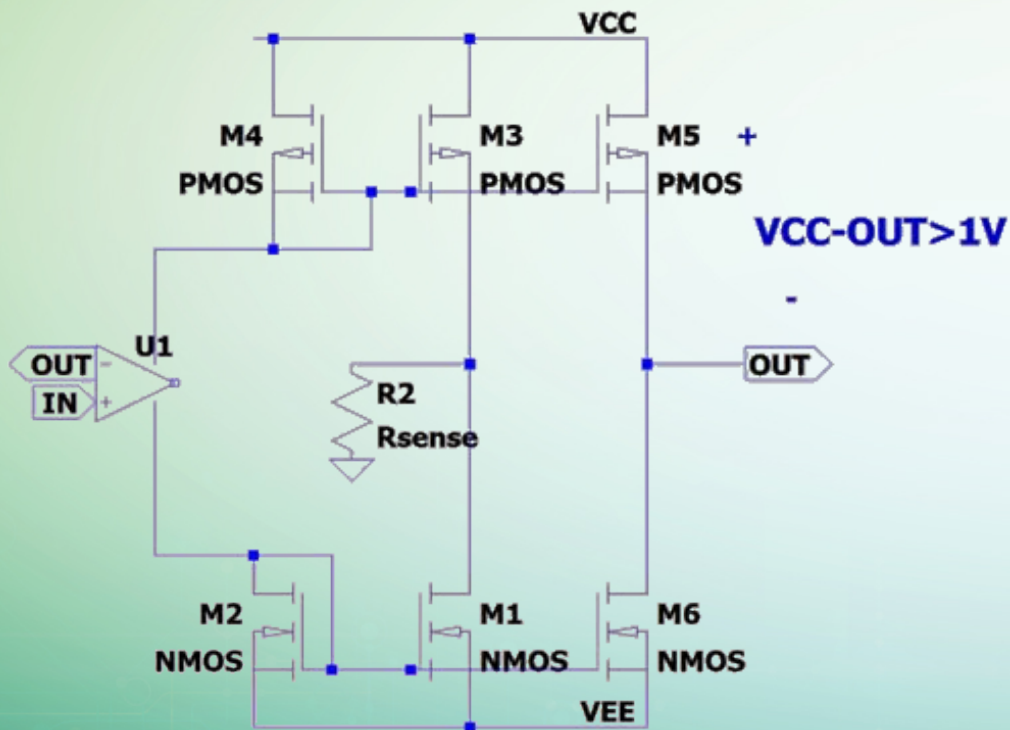 VCC
M4
PMOS
M3
PMOS
M5
PMOS
+
VCC-OUT>1V
-
U1
OUT
-
IN
+
R2
Rsense
OUT
M2
NMOS
M1
NMOS
M6
NMOS
VEE